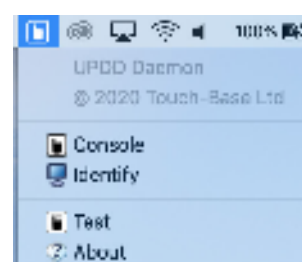 100%
UPDD Daemon
© 2020 Touch-Base Ltd
Console
Identify
Test
About